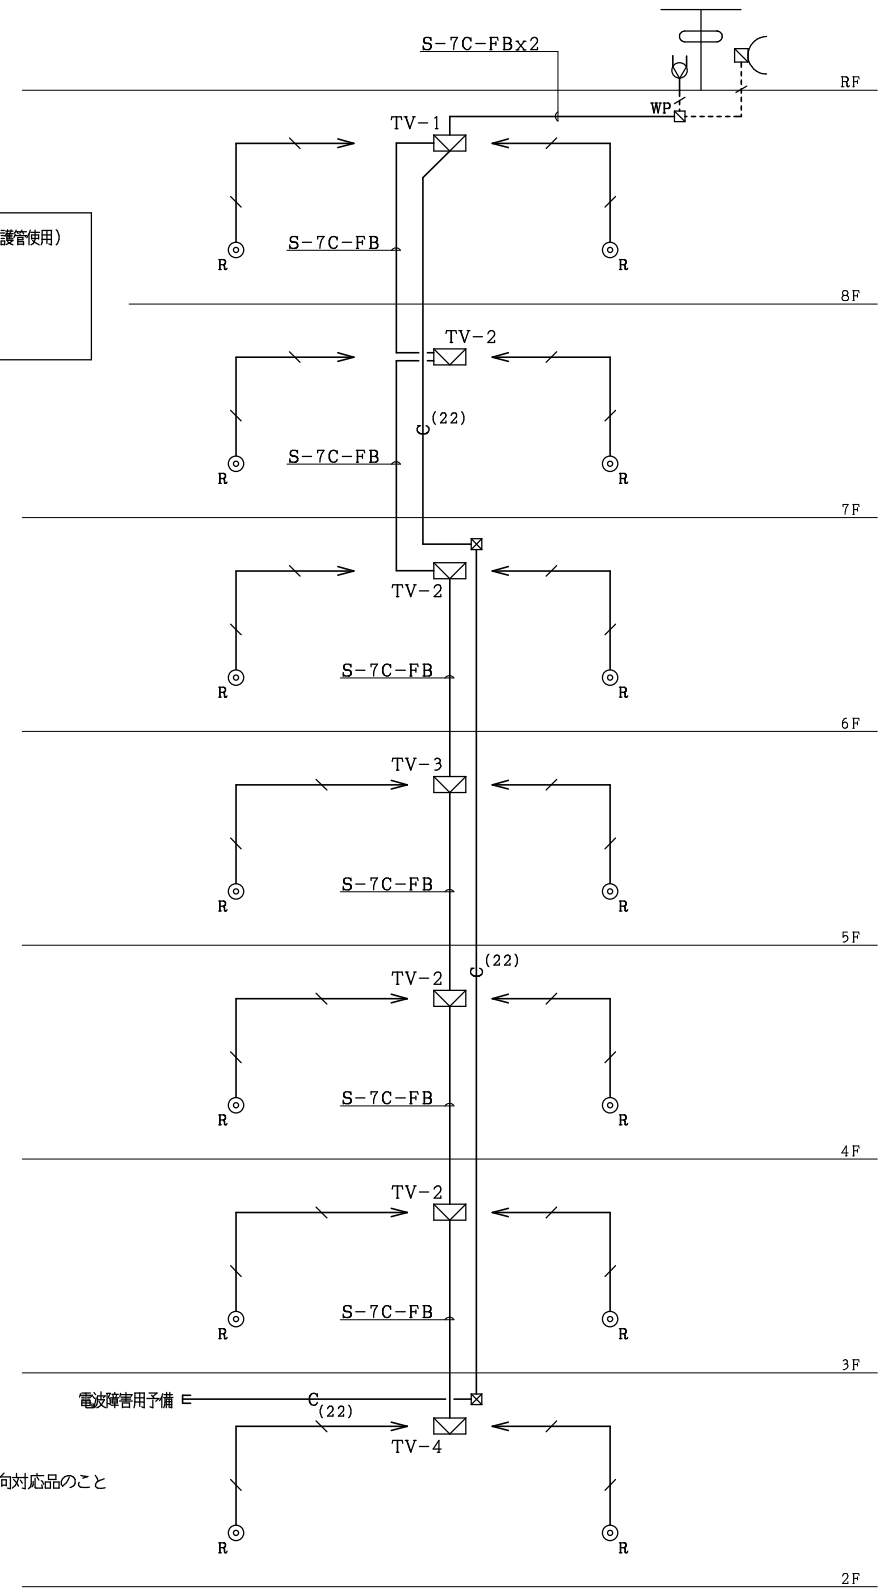 S-7C-FBx2
RF
WP
TV-1
護管使用)
S-7C-FB
R
R
8F
TV-2
(22)
C
S-7C-FB
R
R
7F
TV-2
S-7C-FB
R
R
6F
TV-3
S-7C-FB
R
R
5F
(22)
C
TV-2
S-7C-FB
R
R
4F
TV-2
S-7C-FB
R
R
3F
電波障害用予備
C
(22)
TV-4
向対応品のこと
R
R
2F